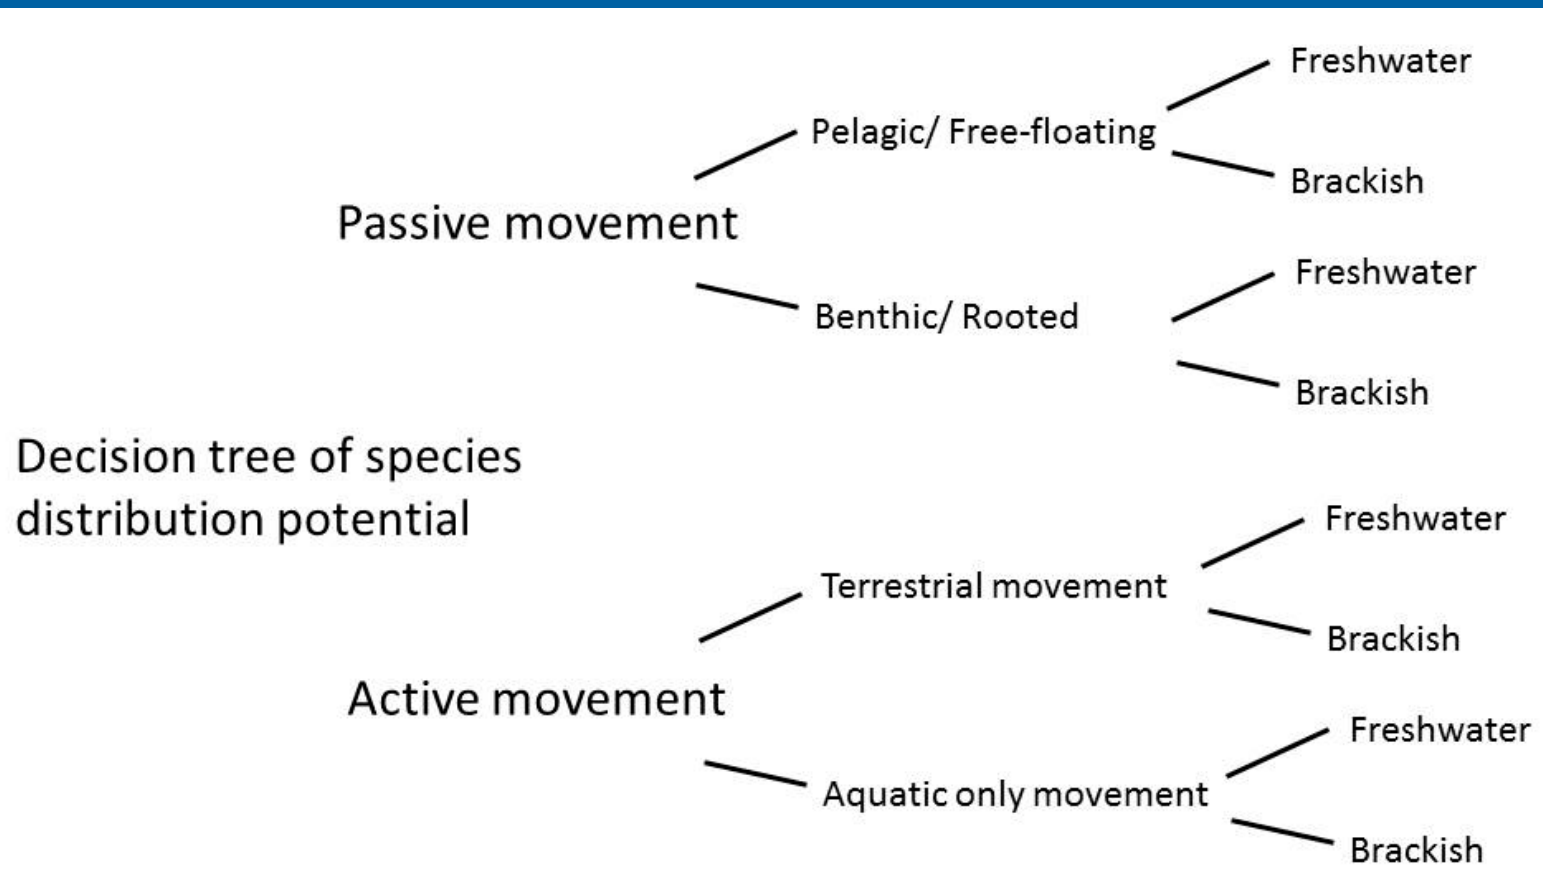 Freshwater
Pelagic/ Free-floating
Brackish
Passive movement
Freshwater
Benthic/ Rooted
Brackish
Decision tree of species
distribution potential
Freshwater
Terrestrial movement
Brackish
Active movement
Freshwater
Aquatic only movement
Brackish